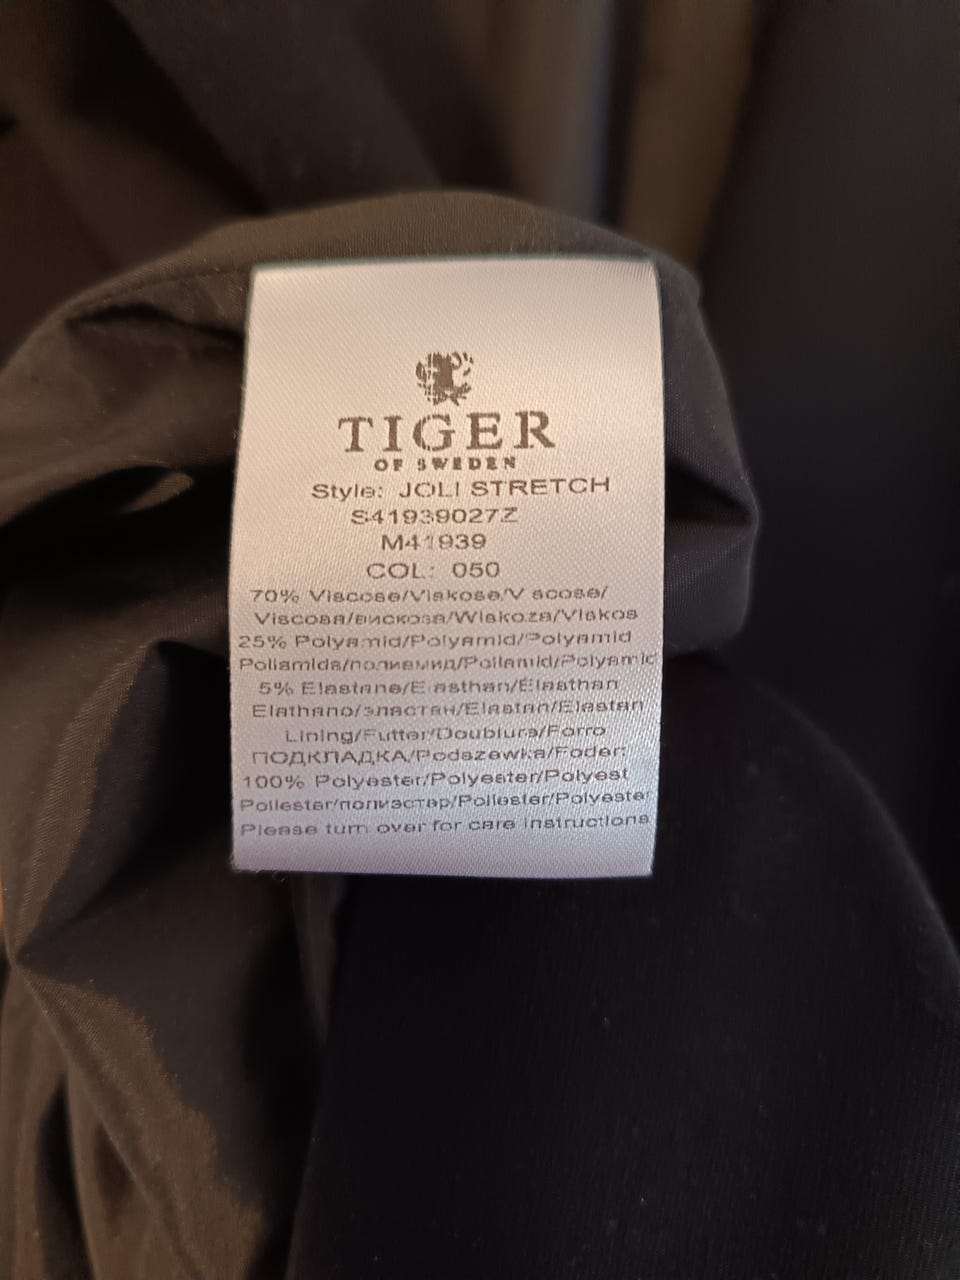 TIGER
OF SWEDEN
Style: JOLI STRETCH
S41939027Z
M41939
COL: 050
70% Viscose/Viskose/V scose/
Viscosa/вискоза/Wiskoza/Viskos
25% Polyamid/Polyamid/Polyamid
Poliamida/полиамид/Poliamid/Polyamid
5% Elastane/Elasthan/Élasthan
Elathano/эластан/Elastan/Elastan
Lining/Futter/Doublure/Forro
ПОДКЛАДКА/Podszewka/Foder:
100% Polyester/Polyester/Polyest
Poliester/полиэстер/Poliester/Polyester
Please turn over for care instructions